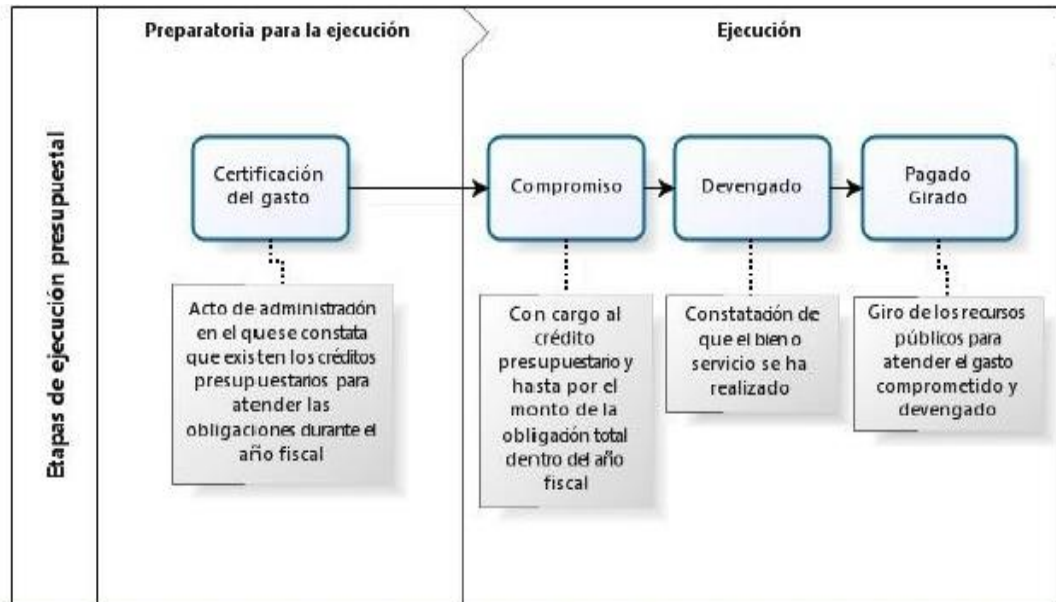 Preparatoria para la ejecución
Ejecución
Etapas de ejecución presupuestal
Certificación
del gasto
Compromiso
Devengado
Pagado
Girado
Acto de administración
en el que se constata
que existen los créditos
presupuestarios para
atender las
obligaciones durante el
año fiscal
Con cargo al
crédito
presupuestario y
hasta por el
monto de la
obligación total
dentro del año
fiscal
Constatación de
que el bien o
servicio se ha
realizado
Giro de los recursos
públicos para
atender el gasto
comprometido y
devengado